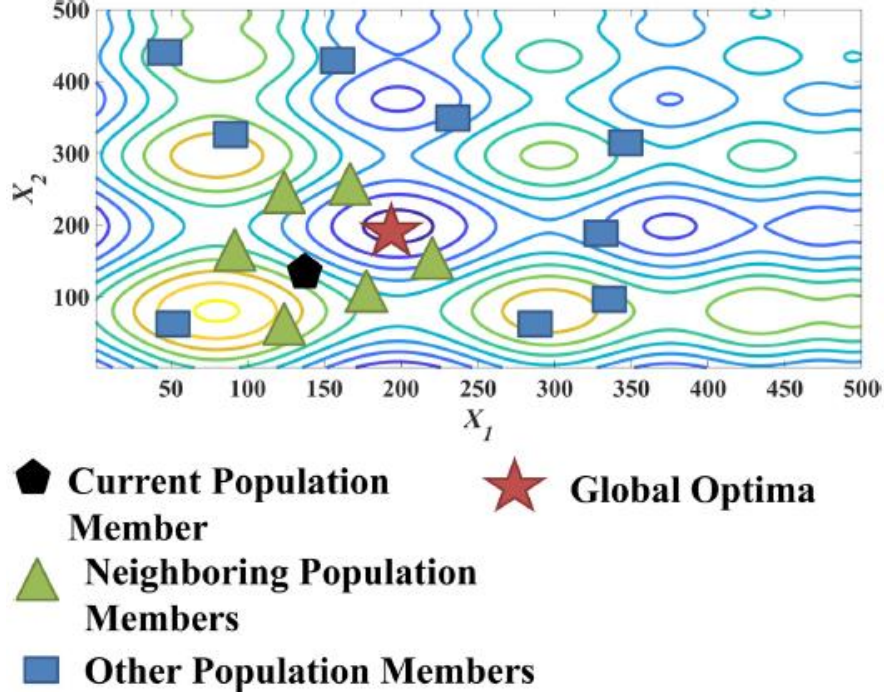 500
400
300
200
100
X2
50 100 150 200 250 300 350 400 450 500
X1
Current Population
Member
Global Optima
Neighboring Population
Members
Other Population Members